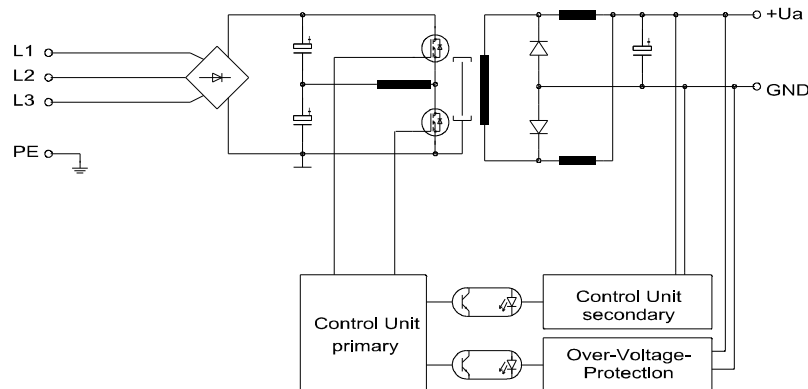 +Ua
L1
L2
L3
GND
PE
Control Unit
primary
Control Unit
secondary
Over-Voltage-
Protection